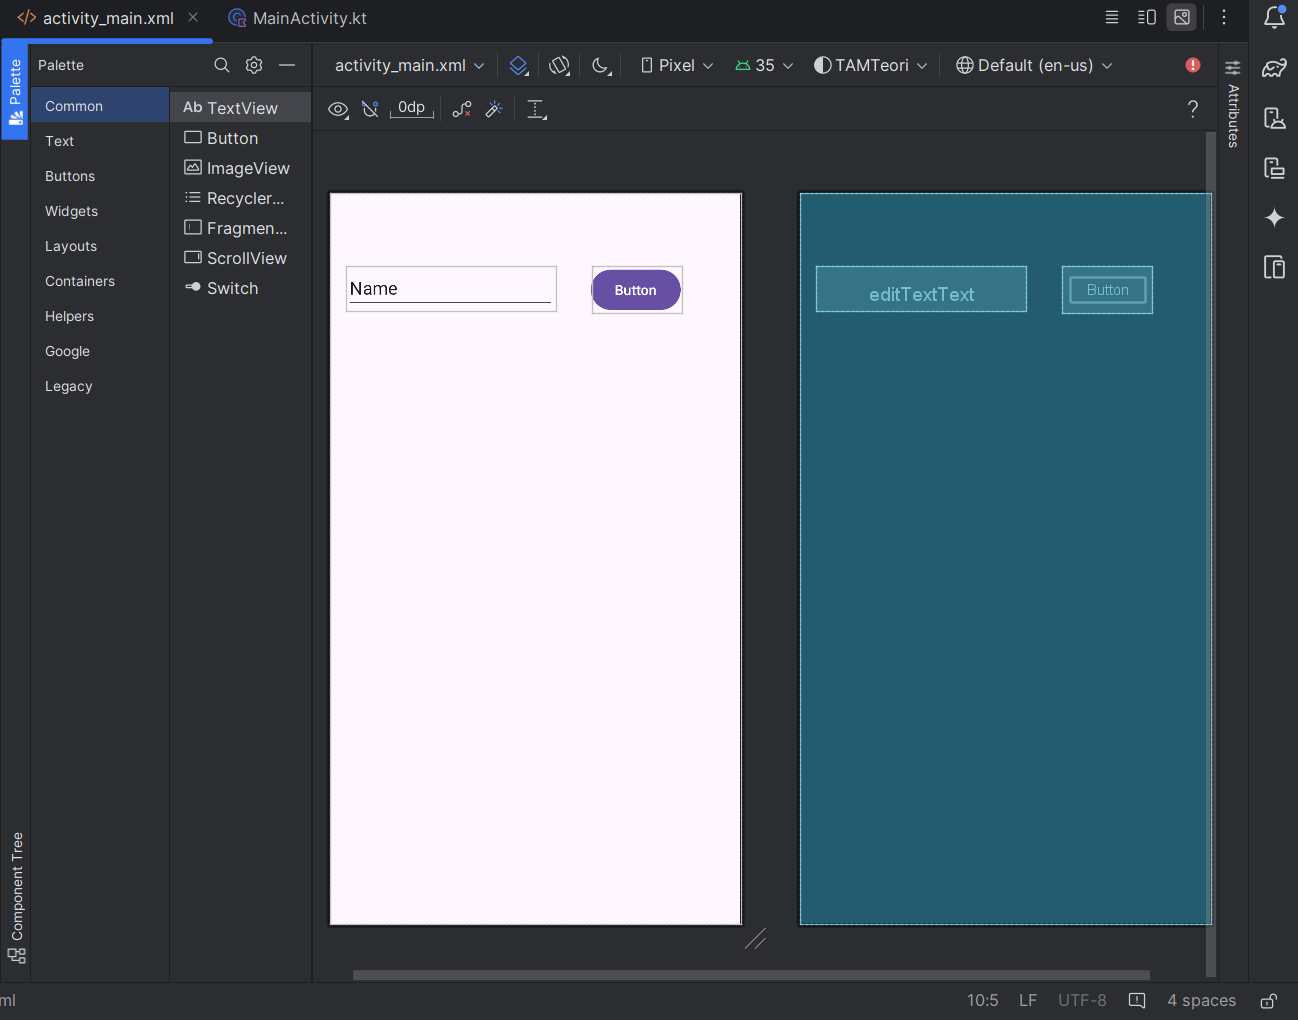 activity_main.xml
MainActivity.kt
Palette
Palette
activity_main.xml
Pixel
35
TAMTeori
Default (en-us)
Attributes
0dp
?
Common
Text
Buttons
Widgets
Layouts
Containers
Helpers
Google
Legacy
Ab TextView
Button
ImageView
Recycler...
Fragmen...
ScrollView
Switch
Name
Button
editTextText
Button
Component Tree
ml
10:5
LF
UTF-8
4 spaces